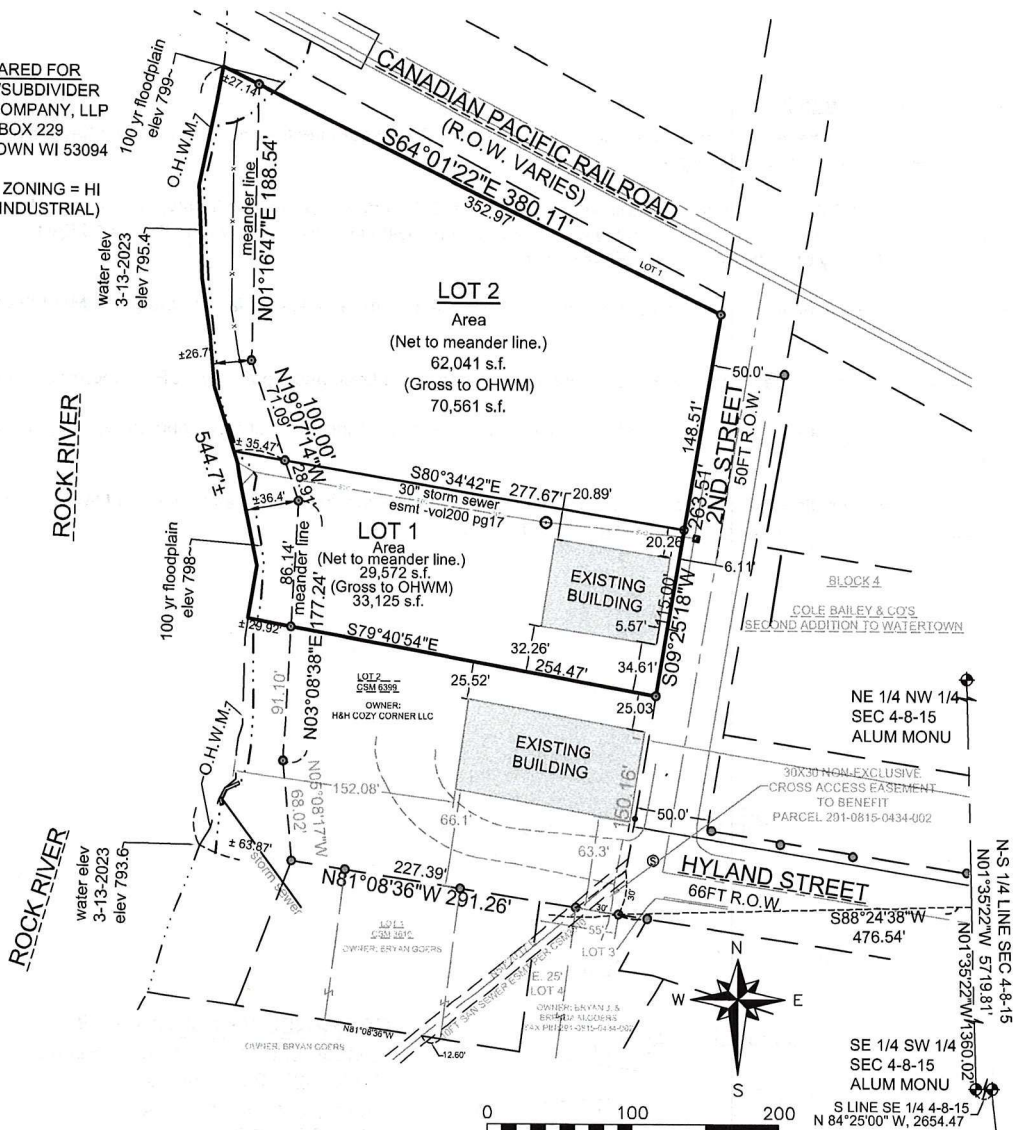 ARED FOR
/SUBDIVIDER
OMPANY, LLP
BOX 229
OWN WI 53094
ZONING = HI
INDUSTRIAL)
100 yr floodplain
elev 799~
±27.14'
O.H.W.M.
CANADIAN PACIFIC RAILROAD
(R.O.W. VARIES)
S64°01'22"E 380.11'
352.97'
LOT 1
meander line
N01°16'47"E 188.54'
water elev
3-13-2023
elev 795.4
LOT 2
Area
(Net to meander line.)
62,041 s.f.
(Gross to OHWM)
70,561 s.f.
±26.7'
N19°07'14"W
100.00'
71.09'
28.91'
± 35.47'
±36.4'
ROCK RIVER
544.7'±
S80°34'42"E 277.67'
20.89'
30" storm sewer
esmt -vol200 pg17
148.51'
50.0'
2ND STREET
50FT R.O.W.
263.51'
S09°25'18"W
115.00'
20.26'
6.11'
LOT 1
Area
(Net to meander line.)
29,572 s.f.
(Gross to OHWM)
33,125 s.f.
86.14'
meander line
N03°08'38"E 177.24'
100 yr floodplain
elev 798~
EXISTING
BUILDING
5.57'
32.26'
34.61'
± 29.92'
S79°40'54"E
254.47'
25.03
25.52'
BLOCK 4
COLE BAILEY & CO'S
SECOND ADDITION TO WATERTOWN
NE 1/4 NW 1/4
SEC 4-8-15
ALUM MONU
LOT 2
CSM 6399
OWNER:
H&H COZY CORNER LLC
91.10'
O.H.W.M.
EXISTING
BUILDING
30X30 NON-EXCLUSIVE
CROSS ACCESS EASEMENT
TO BENEFIT
PARCEL 291-0815-0434-002
152.08'
66.1'
160.16'
50.0'
63.3'
N05°08'17"W
68.02'
± 63.87'
storm sewer
ROCK RIVER
water elev
3-13-2023
elev 793.6
227.39'
N81°08'36"W 291.26'
S
HYLAND STREET
66FT R.O.W.
S88°24'38"W
476.54'
30'
30'
55'
LOT 3
E. 25'
LOT 4
OWNER: BRYAN GOERS
N81°08'36"W
12.60'
OWNER: BRYAN GOERS
N
W
E
S
N-S 1/4 LINE SEC 4-8-15
N01°35'22"W 5719.81'
N01°35'22"W 1360.02'
SE 1/4 SW 1/4
SEC 4-8-15
ALUM MONU
S LINE SE 1/4 4-8-15
N 84°25'00" W, 2654.47
0 100 200